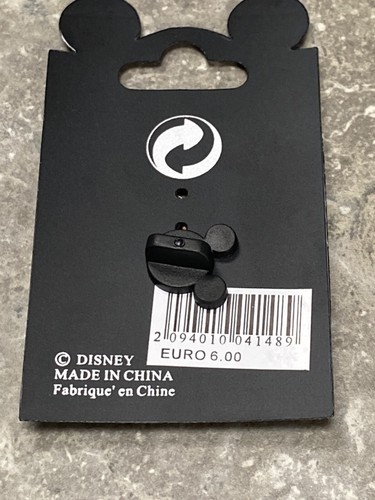 2 094010 041489
EURO 6.00
© DISNEY
MADE IN CHINA
Fabrique' en Chine